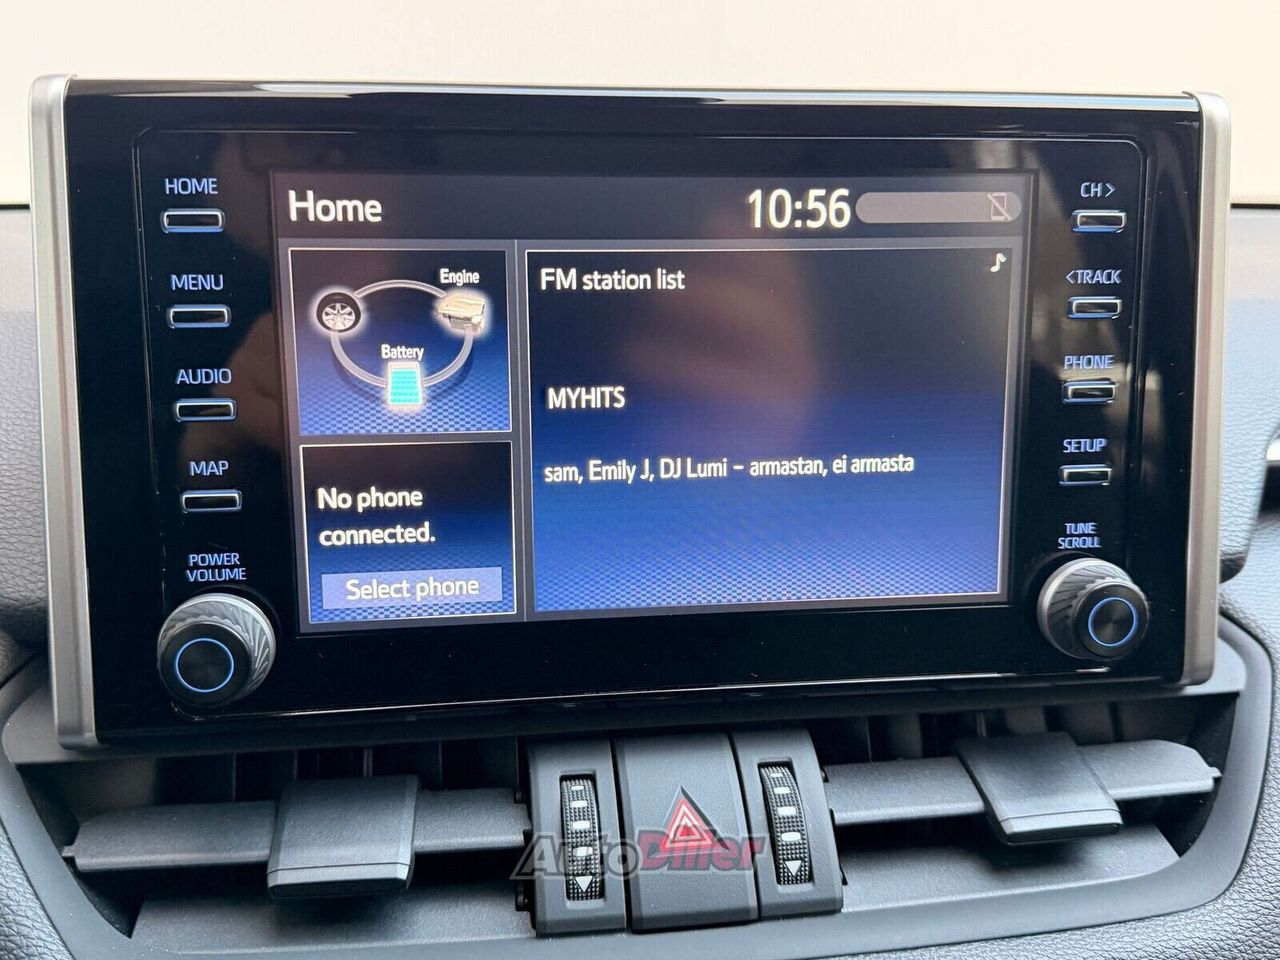 HOME
MENU
AUDIO
MAP
POWER
VOLUME
Home
10:56
Engine
Battery
No phone
connected.
Select phone
FM station list
MYHITS
sam, Emily J, DJ Lumi – armastan, ei armasta
CH >
<TRACK
PHONE
SETUP
TUNE
SCROLL
AutoDiller